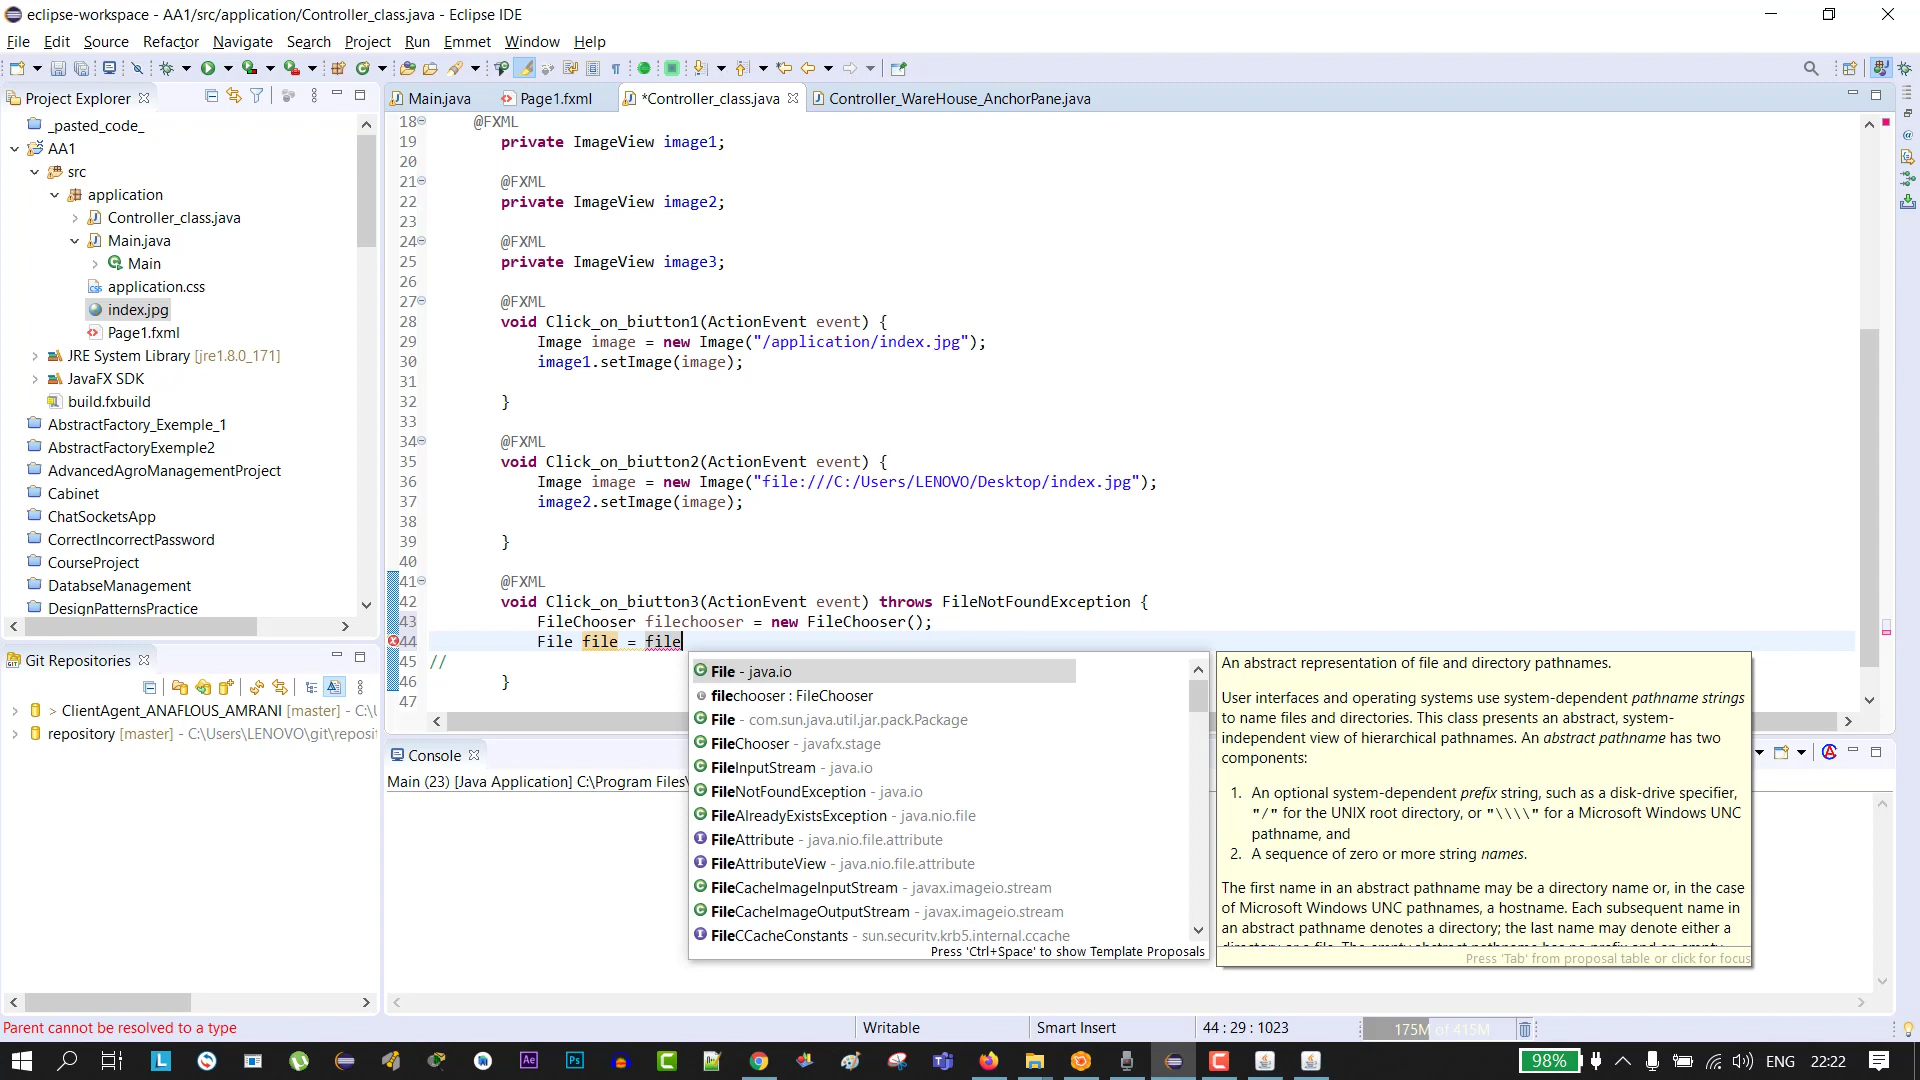 eclipse-workspace - AA1/src/application/Controller_class.java - Eclipse IDE
File Edit Source Refactor Navigate Search Project Run Emmet Window Help
Project Explorer
_pasted_code_
AA1
src
application
Controller_class.java
Main.java
Main
application.css
index.jpg
Page1.fxml
JRE System Library [jre1.8.0_171]
JavaFX SDK
build.fxbuild
AbstractFactory_Exemple_1
AbstractFactoryExemple2
AdvancedAgroManagementProject
Cabinet
ChatSocketsApp
CorrectIncorrectPassword
CourseProject
DatabseManagement
DesignPatternsPractice
Git Repositories
> ClientAgent_ANAFLOUS_AMRANI [master] - C:\U
repository [master] - C:\Users\LENOVO\git\reposit
Main.java Page1.fxml *Controller_class.java Controller_WareHouse_AnchorPane.java
18 @FXML
19 private ImageView image1;
20
21 @FXML
22 private ImageView image2;
23
24 @FXML
25 private ImageView image3;
26
27 @FXML
28 void Click_on_biutton1(ActionEvent event) {
29 Image image = new Image("/application/index.jpg");
30 image1.setImage(image);
31
32 }
33
34 @FXML
35 void Click_on_biutton2(ActionEvent event) {
36 Image image = new Image("file:///C:/Users/LENOVO/Desktop/index.jpg");
37 image2.setImage(image);
38
39 }
40
41 @FXML
42 void Click_on_biutton3(ActionEvent event) throws FileNotFoundException {
43 FileChooser filechooser = new FileChooser();
44 File file = file
45 //
46 }
47
File - java.io
filechooser : FileChooser
File - com.sun.java.util.jar.pack.Package
FileChooser - javafx.stage
FileInputStream - java.io
FileNotFoundException - java.io
FileAlreadyExistsException - java.nio.file
FileAttribute - java.nio.file.attribute
FileAttributeView - java.nio.file.attribute
FileCacheImageInputStream - javax.imageio.stream
FileCacheImageOutputStream - javax.imageio.stream
FileCCacheConstants - sun.security.krb5.internal.ccache
Press 'Ctrl+Space' to show Template Proposals
An abstract representation of file and directory pathnames.
User interfaces and operating systems use system-dependent pathname strings
to name files and directories. This class presents an abstract, system-
independent view of hierarchical pathnames. An abstract pathname has two
components:
1. An optional system-dependent prefix string, such as a disk-drive specifier,
"/" for the UNIX root directory, or "\\\\" for a Microsoft Windows UNC
pathname, and
2. A sequence of zero or more string names.
The first name in an abstract pathname may be a directory name or, in the case
of Microsoft Windows UNC pathnames, a hostname. Each subsequent name in
an abstract pathname denotes a directory; the last name may denote either a
Press 'Tab' from proposal table or click for focus
Console
Main (23) [Java Application] C:\Program Files\
Parent cannot be resolved to a type
Writable
Smart Insert
44 : 29 : 1023
175M of 415M
98%
ENG
22:22